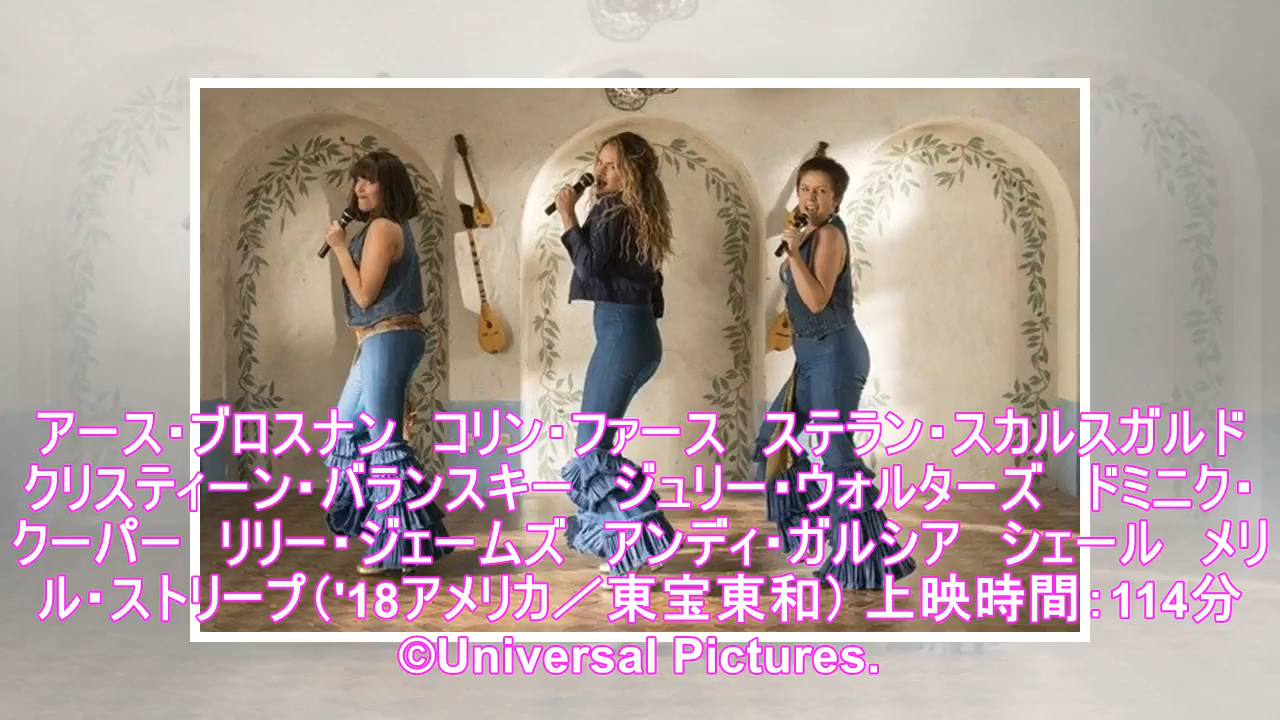 アース・ブロスナン　コリン・ファース　ステラン・スカルスガルド
クリスティーン・バランスキー　ジュリー・ウォルターズ　ドミニク・
クーパー　リリー・ジェームズ　アンディ・ガルシア　シェール　メリ
ル・ストリープ（'18アメリカ／東宝東和） 上映時間：114分
©Universal Pictures.